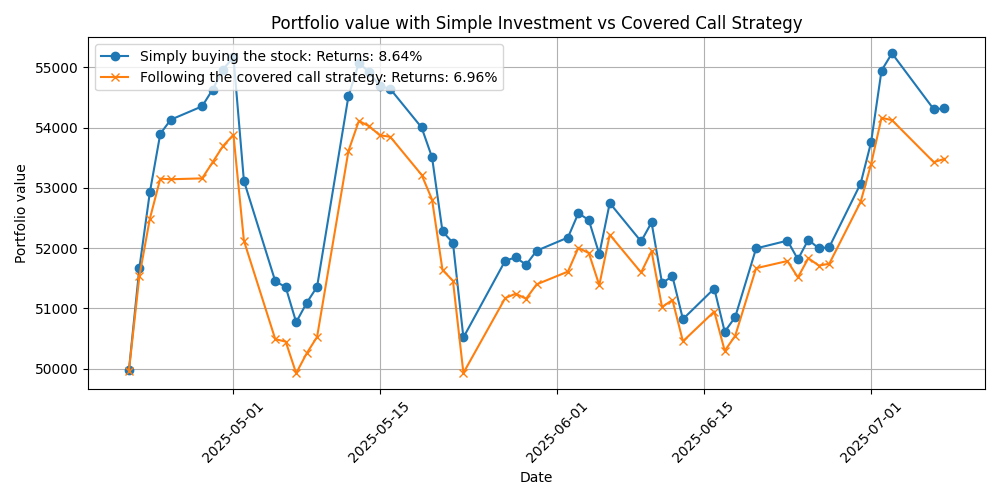 Portfolio value with Simple Investment vs Covered Call Strategy
Simply buying the stock: Returns: 8.64%
Following the covered call strategy: Returns: 6.96%
Portfolio value
55000
54000
53000
52000
51000
50000
2025-05-01
2025-05-15
2025-06-01
2025-06-15
2025-07-01
Date